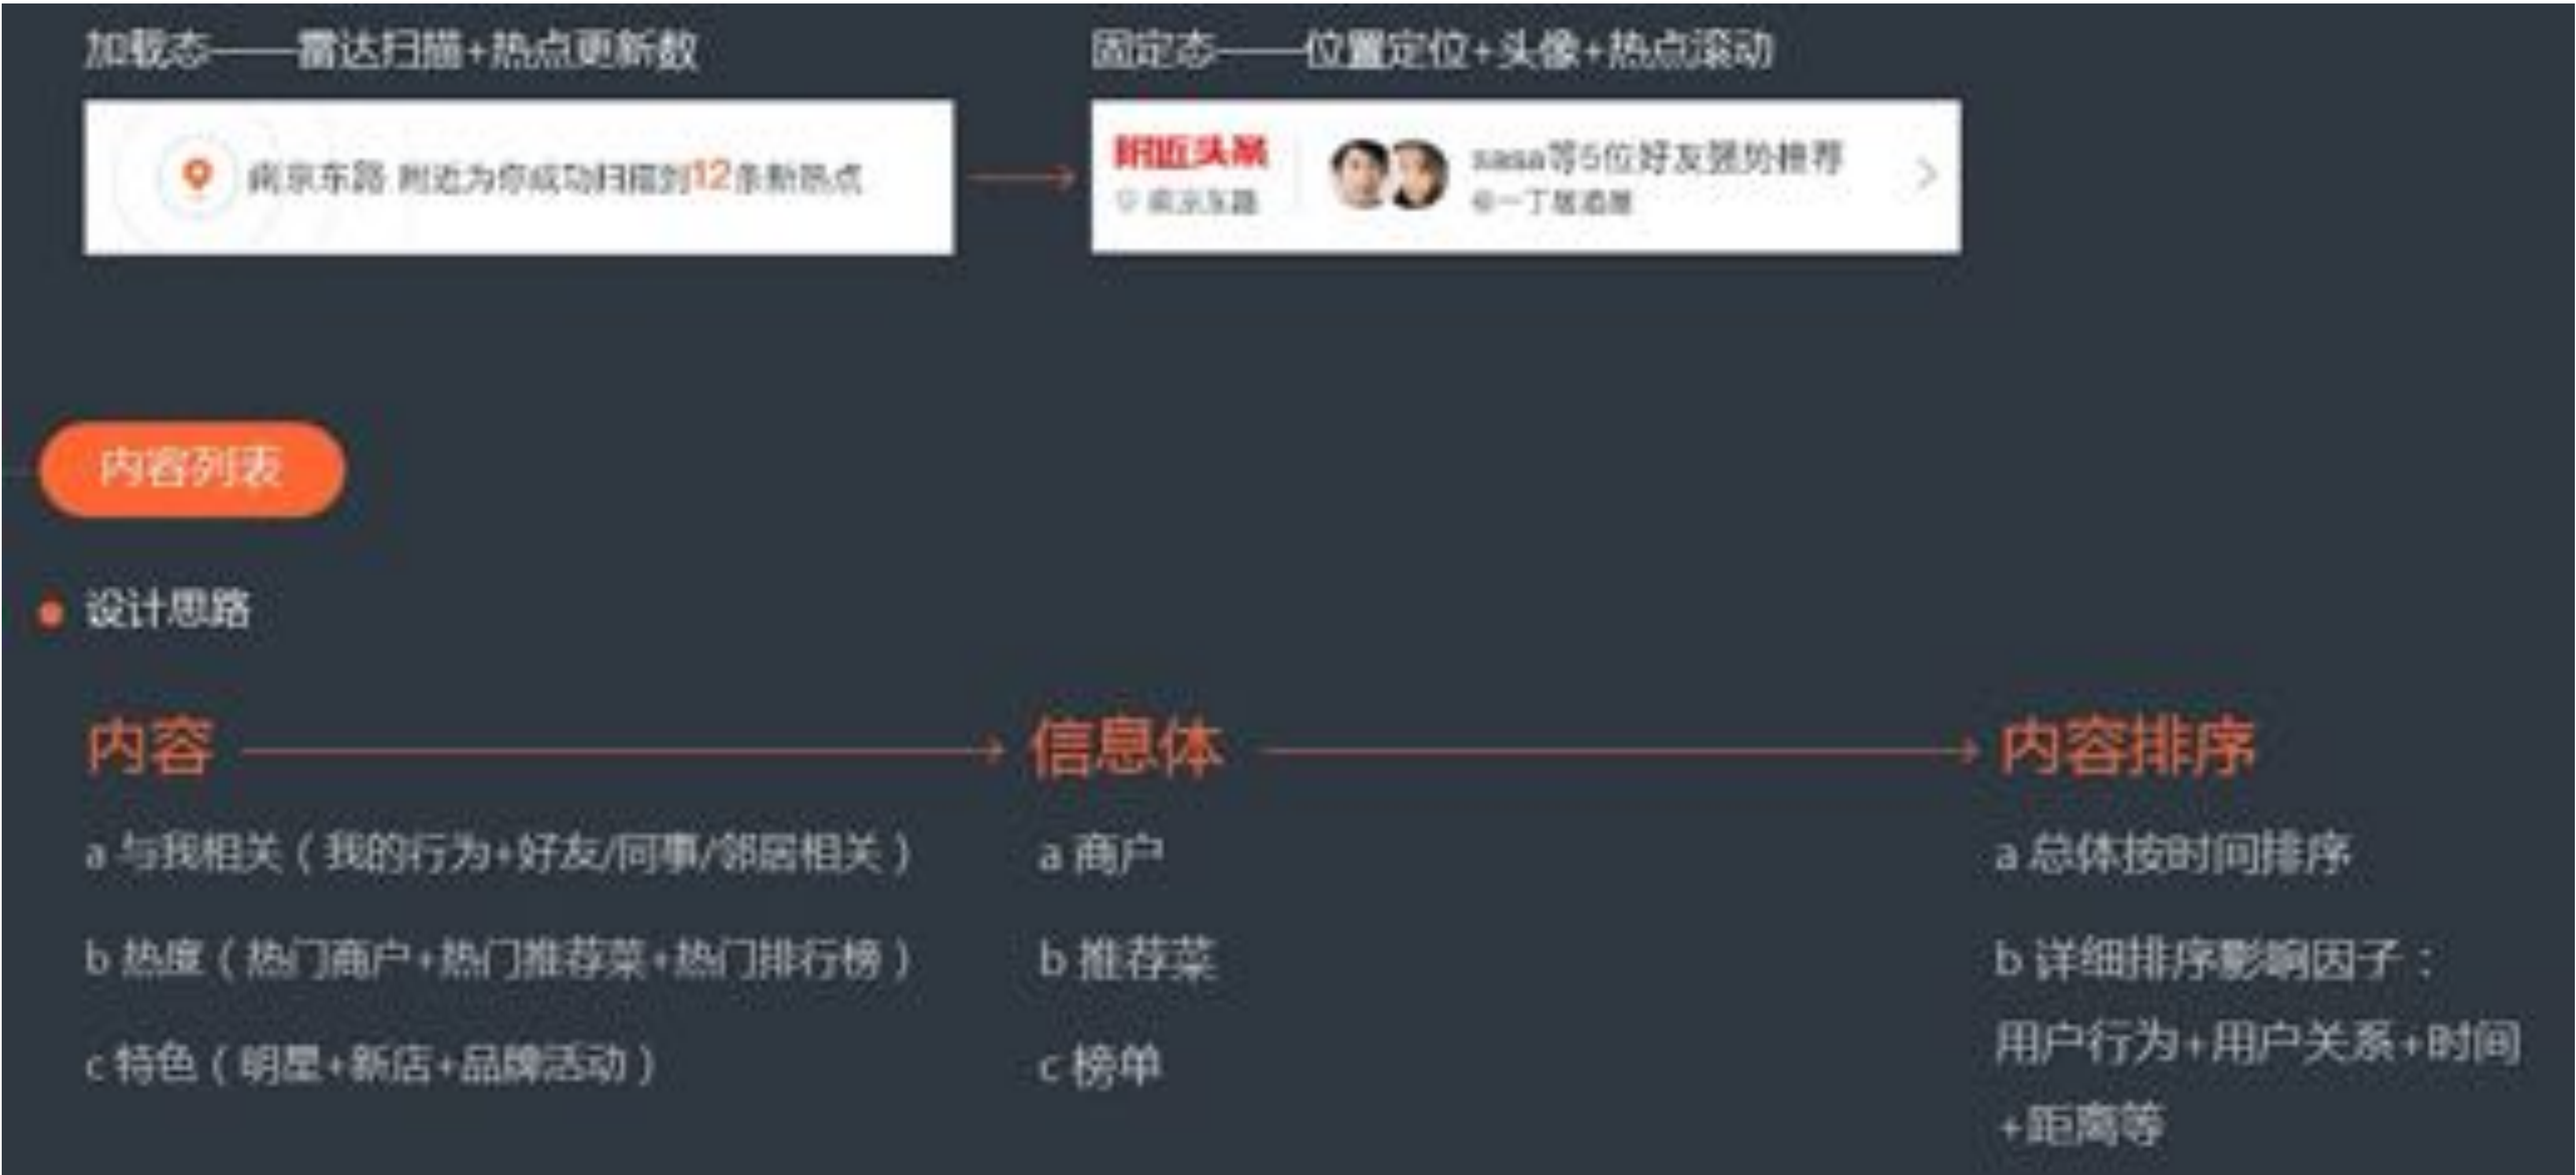 加载态——雷达扫描+热点更新数
固定态——位置定位+头像+热点滚动
南京东路 附近为你成功扫描到12条新热点
附近头条
南京东路
sasa等5位好友强势推荐
@一丁居酒屋
内容列表
设计思路
内容
信息体
内容排序
a 与我相关（我的行为+好友/同事/邻居相关）
a 商户
a 总体按时间排序
b 热度（热门商户+热门推荐菜+热门排行榜）
b 推荐菜
b 详细排序影响因子：
c 特色（明星+新店+品牌活动）
c 榜单
用户行为+用户关系+时间
+距离等